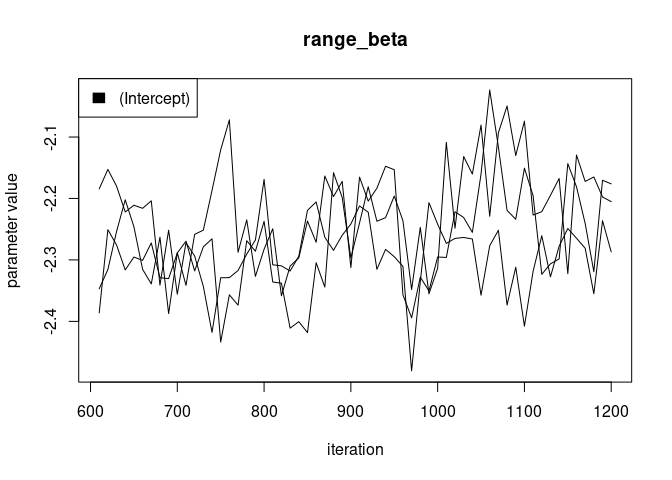 range_beta
(Intercept)
parameter value
-2.1
-2.2
-2.3
-2.4
600 700 800 900 1000 1100 1200
iteration